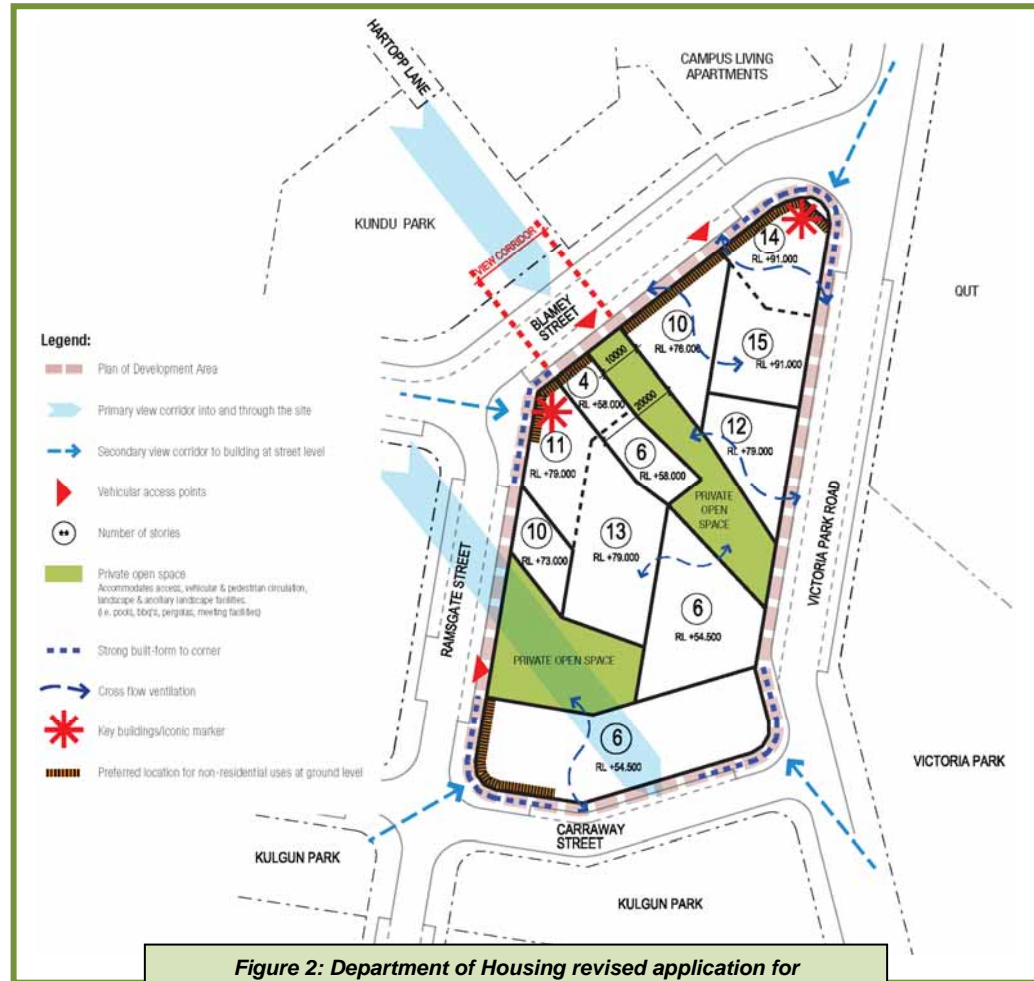 HARTOPP LANE
CAMPUS LIVING
APARTMENTS
KUNDU PARK
VIEW CORRIDOR
BLAMEY
STREET
14
RL +91.000
QUT
10
RL +76.000
15
RL +91.000
10000
20000
4
RL +58.000
11
RL +79.000
6
RL +58.000
12
RL +79.000
PRIVATE
OPEN
SPACE
10
RL +73.000
13
RL +79.000
6
RL +54.500
RAMSGATE STREET
VICTORIA PARK ROAD
PRIVATE OPEN SPACE
6
RL +54.500
CARRAWAY
STREET
VICTORIA PARK
KULGUN PARK
KULGUN PARK
Legend:
Plan of Development Area
Primary view corridor into and through the site
Secondary view corridor to building at street level
Vehicular access points
** Number of stories
Private open space
Accommodates access, vehicular & pedestrian circulation,
landscape & ancillary landscape facilities.
(i.e. pools, bbq's, pergolas, meeting facilities)
Strong built-form to corner
Cross flow ventilation
Key buildings/iconic marker
Preferred location for non-residential uses at ground level
Figure 2: Department of Housing revised application for